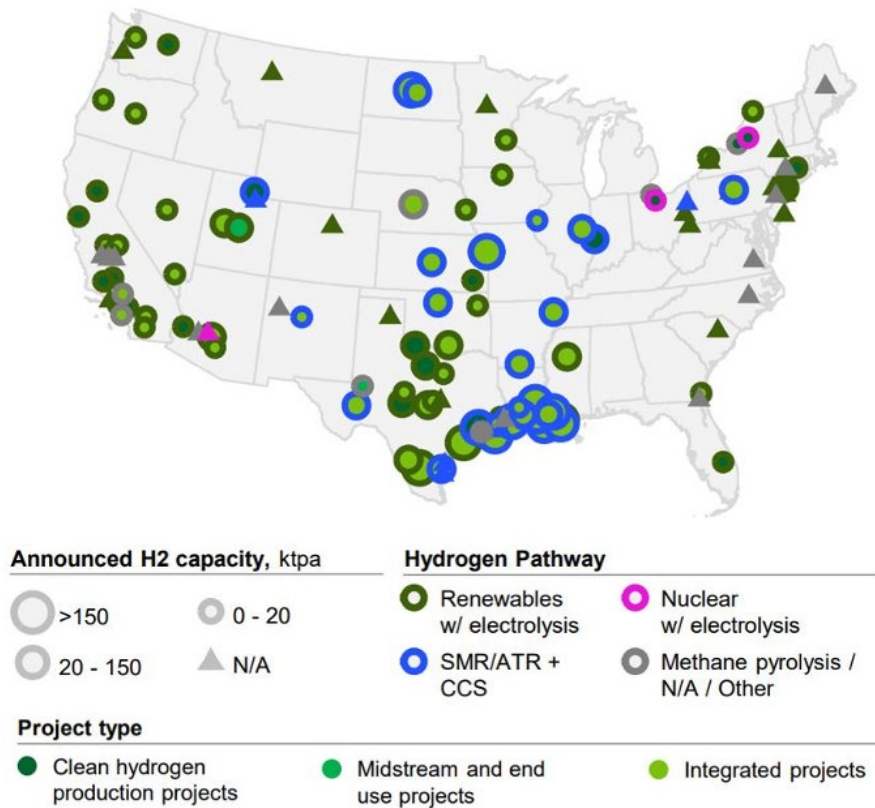 Announced H2 capacity, ktpa
>150
0 - 20
20 - 150
N/A
Hydrogen Pathway
Renewables
w/ electrolysis
Nuclear
w/ electrolysis
SMR/ATR +
CCS
Methane pyrolysis /
N/A / Other
Project type
Clean hydrogen
production projects
Midstream and end
use projects
Integrated projects